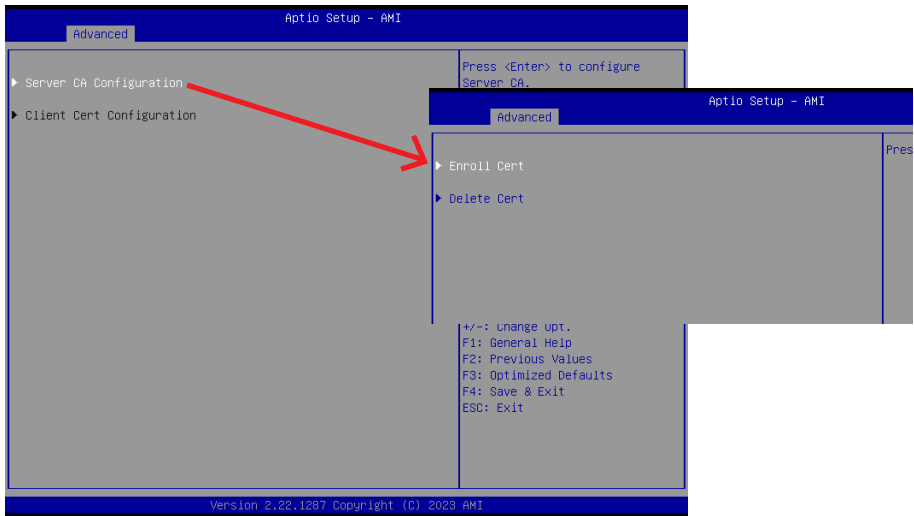 Aptio Setup – AMI
Advanced
▶ Server CA Configuration
▶ Client Cert Configuration
Press <Enter> to configure
Server CA.
Aptio Setup – AMI
Advanced
▶ Enroll Cert
▶ Delete Cert
+/-: Change Opt.
F1: General Help
F2: Previous Values
F3: Optimized Defaults
F4: Save & Exit
ESC: Exit
Version 2.22.1287 Copyright (C) 2023 AMI